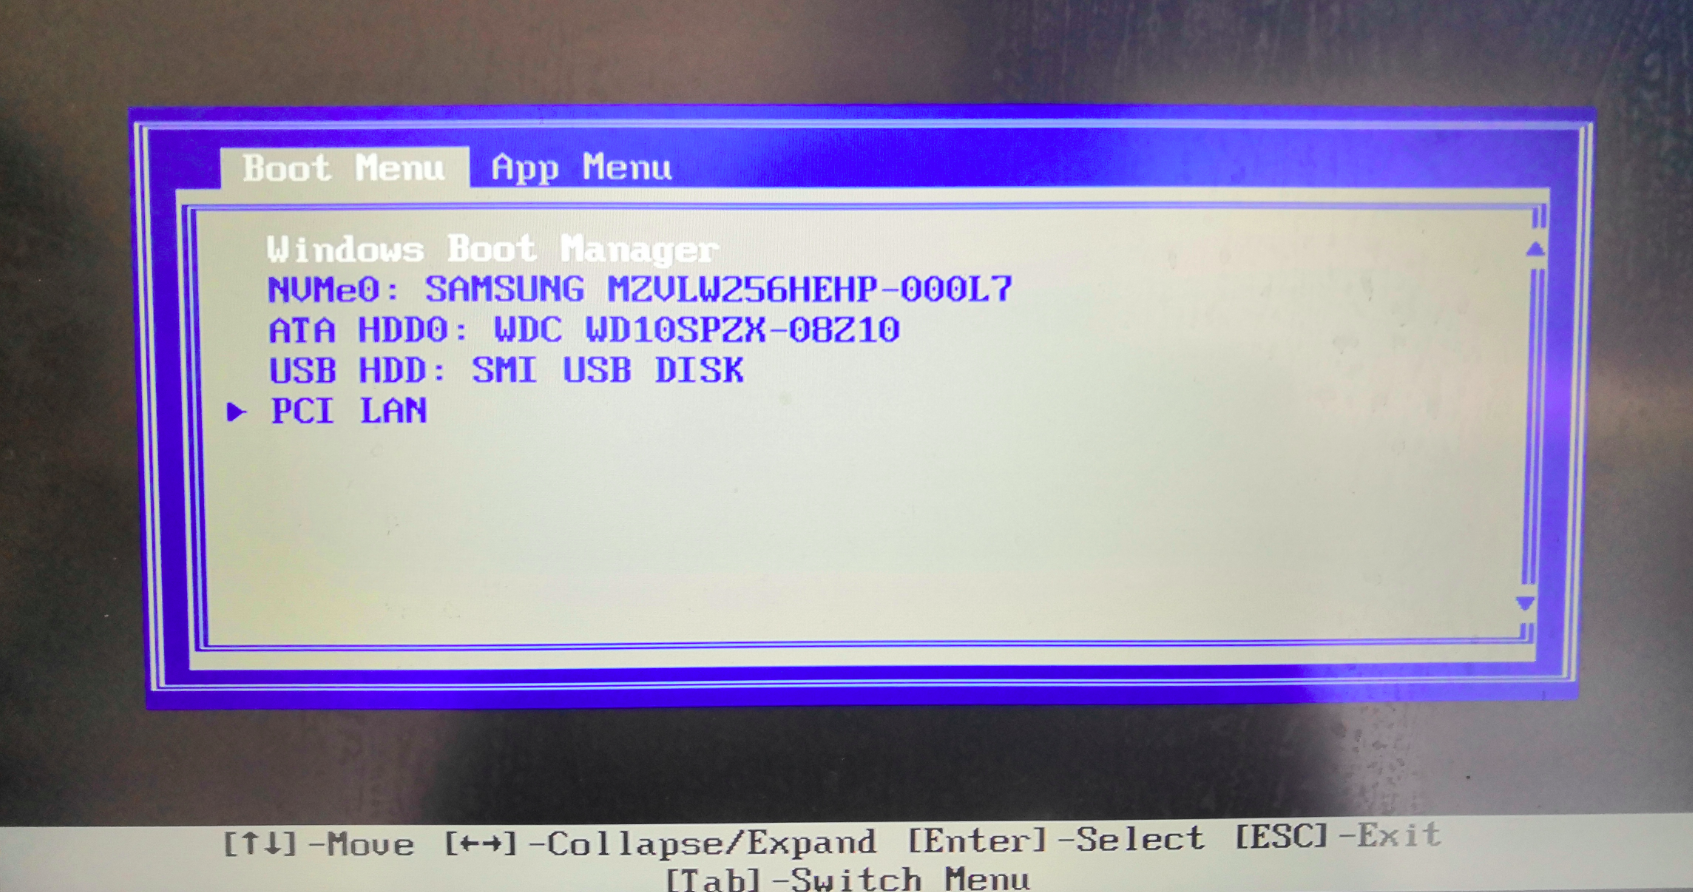 Boot Menu App Menu
Windows Boot Manager
NVMe0: SAMSUNG MZVLW256HEHP-000L7
ATA HDD0: WDC WD10SPZX-08Z10
USB HDD: SMI USB DISK
▶ PCI LAN
[↑↓]-Move [←→]-Collapse/Expand [Enter]-Select [ESC]-Exit
[Tab]-Switch Menu